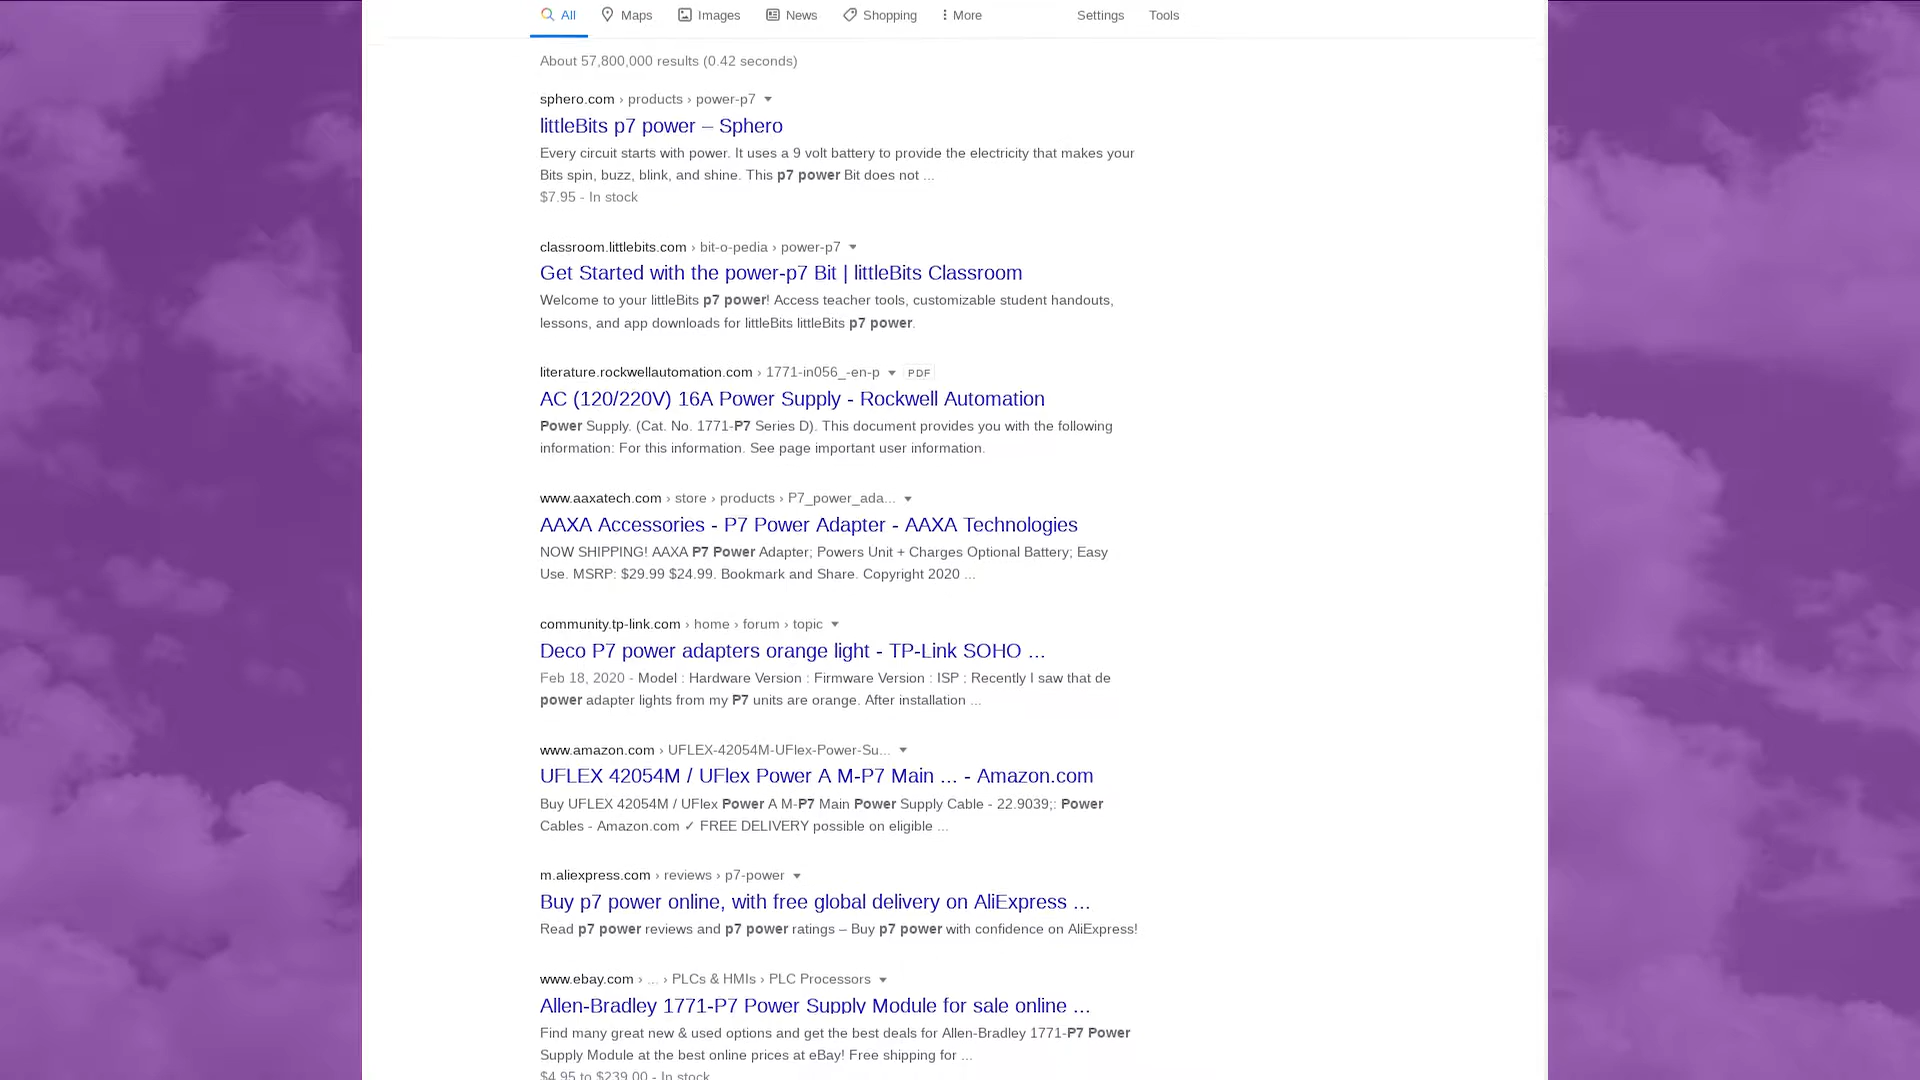 All Maps Images News Shopping More Settings Tools
About 57,800,000 results (0.42 seconds)
sphero.com › products › power-p7
littleBits p7 power – Sphero
Every circuit starts with power. It uses a 9 volt battery to provide the electricity that makes your
Bits spin, buzz, blink, and shine. This p7 power Bit does not ...
$7.95 - In stock
classroom.littlebits.com › bit-o-pedia › power-p7
Get Started with the power-p7 Bit | littleBits Classroom
Welcome to your littleBits p7 power! Access teacher tools, customizable student handouts,
lessons, and app downloads for littleBits littleBits p7 power.
literature.rockwellautomation.com › 1771-in056_-en-p PDF
AC (120/220V) 16A Power Supply - Rockwell Automation
Power Supply. (Cat. No. 1771-P7 Series D). This document provides you with the following
information: For this information. See page important user information.
www.aaxatech.com › store › products › P7_power_ada...
AAXA Accessories - P7 Power Adapter - AAXA Technologies
NOW SHIPPING! AAXA P7 Power Adapter; Powers Unit + Charges Optional Battery; Easy
Use. MSRP: $29.99 $24.99. Bookmark and Share. Copyright 2020 ...
community.tp-link.com › home › forum › topic
Deco P7 power adapters orange light - TP-Link SOHO ...
Feb 18, 2020 - Model : Hardware Version : Firmware Version : ISP : Recently I saw that de
power adapter lights from my P7 units are orange. After installation ...
www.amazon.com › UFLEX-42054M-UFlex-Power-Su...
UFLEX 42054M / UFlex Power A M-P7 Main ... - Amazon.com
Buy UFLEX 42054M / UFlex Power A M-P7 Main Power Supply Cable - 22.9039;: Power
Cables - Amazon.com ✓ FREE DELIVERY possible on eligible ...
m.aliexpress.com › reviews › p7-power
Buy p7 power online, with free global delivery on AliExpress ...
Read p7 power reviews and p7 power ratings – Buy p7 power with confidence on AliExpress!
www.ebay.com › ... › PLCs & HMIs › PLC Processors
Allen-Bradley 1771-P7 Power Supply Module for sale online ...
Find many great new & used options and get the best deals for Allen-Bradley 1771-P7 Power
Supply Module at the best online prices at eBay! Free shipping for ...
$4.95 to $239.00 - In stock